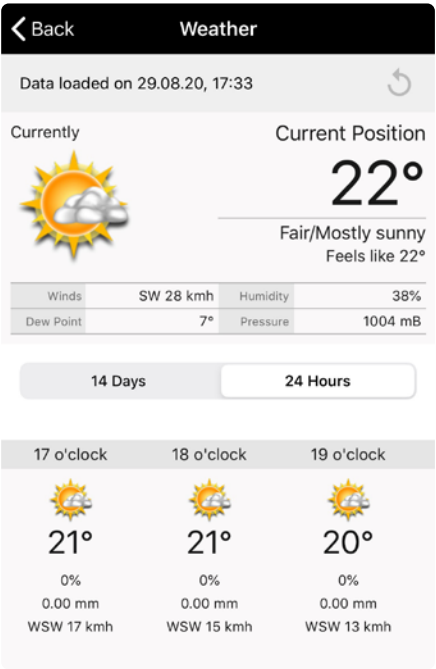 Back Weather
Data loaded on 29.08.20, 17:33
Currently Current Position
22°
Fair/Mostly sunny
Feels like 22°
Winds SW 28 kmh Humidity 38%
Dew Point 7° Pressure 1004 mB
14 Days 24 Hours
17 o'clock 18 o'clock 19 o'clock
21° 21° 20°
0% 0% 0%
0.00 mm 0.00 mm 0.00 mm
WSW 17 kmh WSW 15 kmh WSW 13 kmh